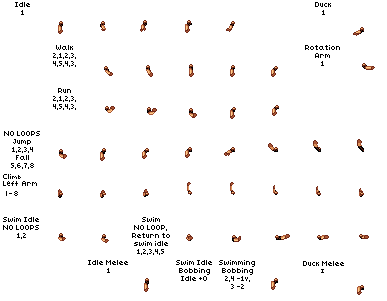 Idle
1
Duck
1
Walk
2,1,2,3,
4,5,4,3,
Rotation
Arm
1
Run
2,1,2,3,
4,5,4,3,
NO LOOPS
Jump
1,2,3,4
Fall
5,6,7,8
Climb
Left Arm
1-8
Swim Idle
NO LOOPS
1,2
Swim
NO LOOP,
Return to
swim idle
1,2,3,4,5
Idle Melee
1
Swim Idle
Bobbing
Idle +0
Swimming
Bobbing
2,4 -1v,
3 -2
Duck Melee
1